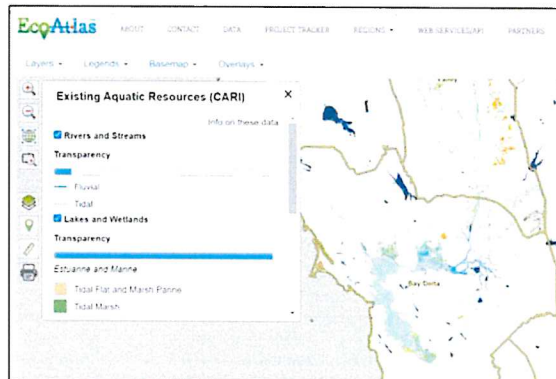 EcoAtlas
ABOUT CONTACT DATA PROJECT TRACKER REGIONS WEB SERVICES/API PARTNERS
Layers Legends Basemap Overlays
Existing Aquatic Resources (CARI) ×
Info on these data
Rivers and Streams
Transparency
Fluvial
Tidal
Lakes and Wetlands
Transparency
Estuarine and Marine
Tidal Flat and Marsh Panne
Tidal Marsh
Bay Delta